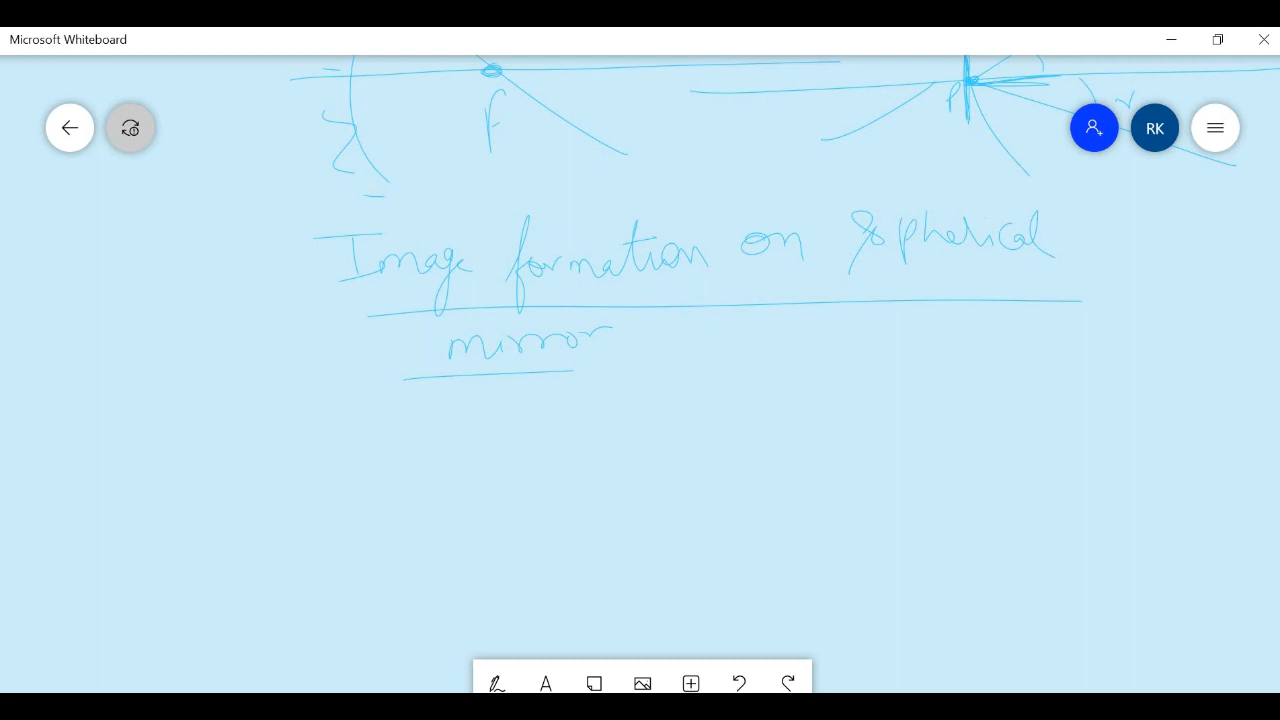 Microsoft Whiteboard
F
P
r
RK
Image formation on spherical
mirror
A